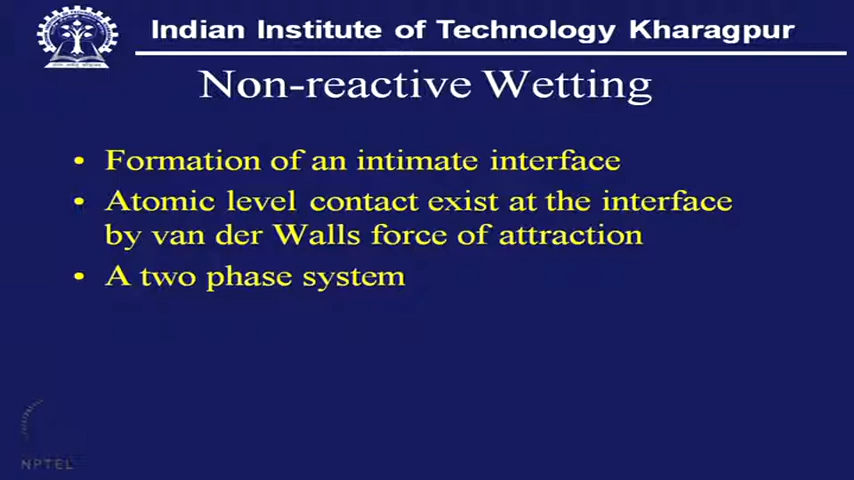 Indian Institute of Technology Kharagpur
Non-reactive Wetting
• Formation of an intimate interface
• Atomic level contact exist at the interface
by van der Walls force of attraction
• A two phase system
NPTEL